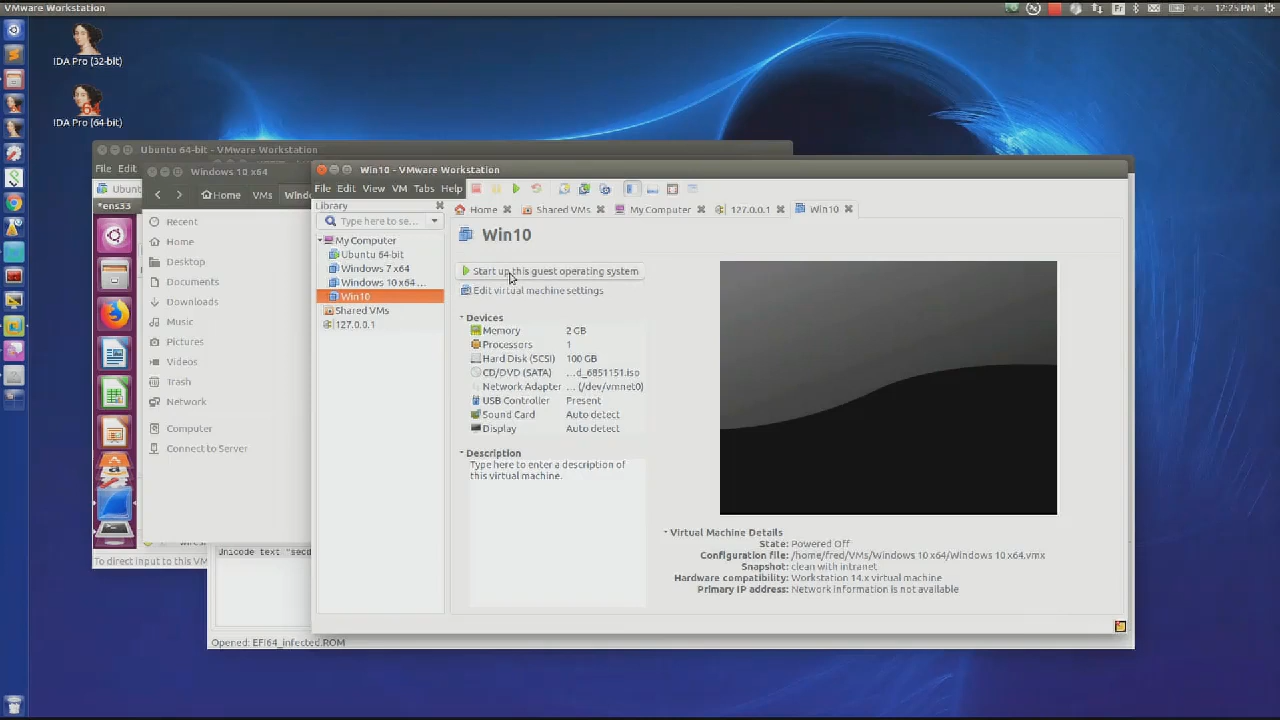 VMware Workstation
Fr
12:25 PM
IDA Pro (32-bit)
64
IDA Pro (64-bit)
Ubuntu 64-bit - VMware Workstation
File Edit
Ubunt
*ens33
To direct input to this VM
Windows 10 x64
Home VMs Windo
Recent
Home
Desktop
Documents
Downloads
Music
Pictures
Videos
Trash
Network
Computer
Connect to Server
Unicode text "secd
Opened: EFI64_infected.ROM
Win10 - VMware Workstation
File Edit View VM Tabs Help
Library
Type here to se...
My Computer
Ubuntu 64-bit
Windows 7 x64
Windows 10 x64 ...
Win10
Shared VMs
127.0.0.1
Home Shared VMs My Computer 127.0.0.1 Win10
Win10
Start up this guest operating system
Edit virtual machine settings
Devices
Memory 2 GB
Processors 1
Hard Disk (SCSI) 100 GB
CD/DVD (SATA) ...d_6851151.iso
Network Adapter ... (/dev/vmnet0)
USB Controller Present
Sound Card Auto detect
Display Auto detect
Description
Type here to enter a description of
this virtual machine.
Virtual Machine Details
State: Powered Off
Configuration file: /home/fred/VMs/Windows 10 x64/Windows 10 x64.vmx
Snapshot: clean with intranet
Hardware compatibility: Workstation 14.x virtual machine
Primary IP address: Network information is not available